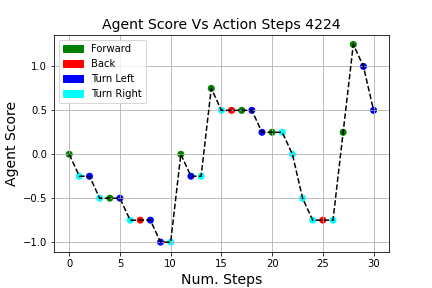 Agent Score Vs Action Steps 4224
Forward
Back
Turn Left
Turn Right
Agent Score
1.0
0.5
0.0
−0.5
−1.0
0 5 10 15 20 25 30
Num. Steps